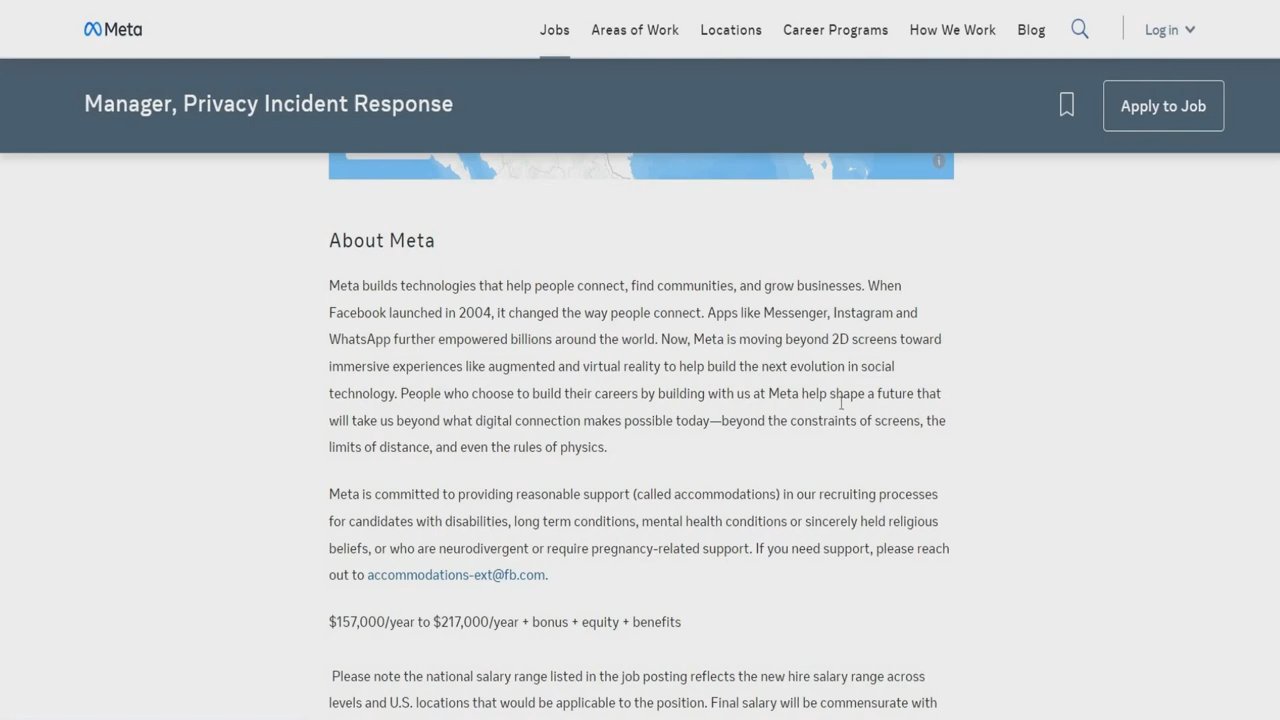 Meta
Jobs Areas of Work Locations Career Programs How We Work Blog Log in
Manager, Privacy Incident Response
Apply to Job
About Meta
Meta builds technologies that help people connect, find communities, and grow businesses. When
Facebook launched in 2004, it changed the way people connect. Apps like Messenger, Instagram and
WhatsApp further empowered billions around the world. Now, Meta is moving beyond 2D screens toward
immersive experiences like augmented and virtual reality to help build the next evolution in social
technology. People who choose to build their careers by building with us at Meta help shape a future that
will take us beyond what digital connection makes possible today—beyond the constraints of screens, the
limits of distance, and even the rules of physics.
Meta is committed to providing reasonable support (called accommodations) in our recruiting processes
for candidates with disabilities, long term conditions, mental health conditions or sincerely held religious
beliefs, or who are neurodivergent or require pregnancy-related support. If you need support, please reach
out to accommodations-ext@fb.com.
$157,000/year to $217,000/year + bonus + equity + benefits
Please note the national salary range listed in the job posting reflects the new hire salary range across
levels and U.S. locations that would be applicable to the position. Final salary will be commensurate with